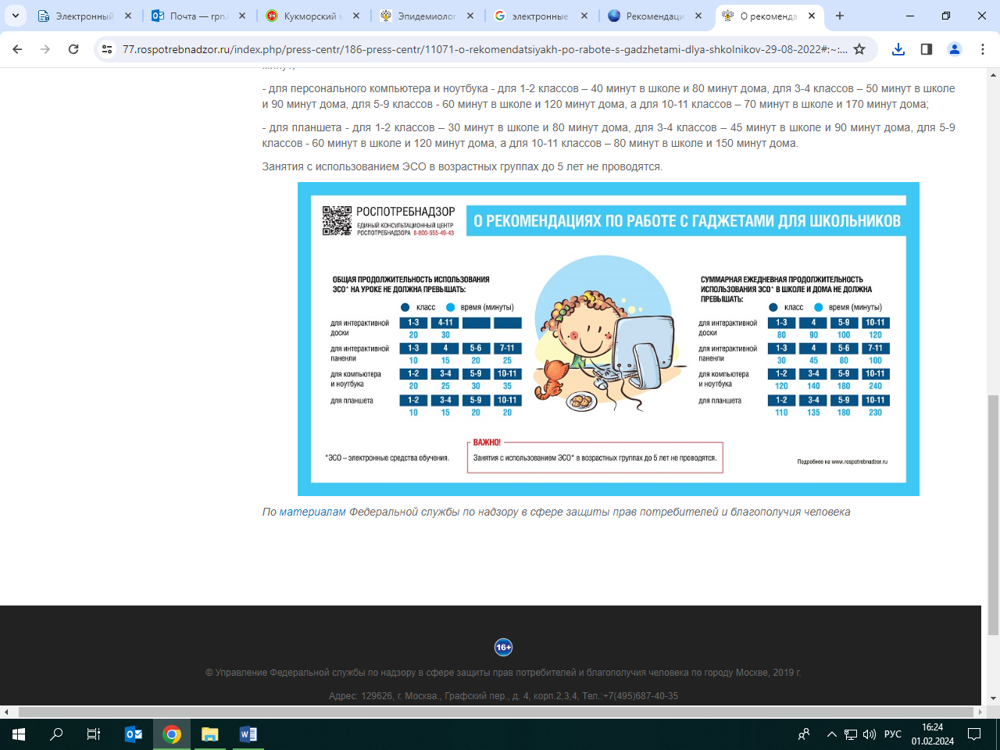 Электронный
Почта — грп.
Кукморский м
Эпидемиолог
электронные
Рекомендаци
О рекоменда
77.rospotrebnadzor.ru/index.php/press-centr/186-press-centr/11071-o-rekomendatsiyakh-po-rabote-s-gadzhetami-dlya-shkolnikov-29-08-2022#:~:...
минут;
- для персонального компьютера и ноутбука - для 1-2 классов – 40 минут в школе и 80 минут дома, для 3-4 классов – 50 минут в школе
и 90 минут дома, для 5-9 классов - 60 минут в школе и 120 минут дома, а для 10-11 классов – 70 минут в школе и 170 минут дома;
- для планшета - для 1-2 классов – 30 минут в школе и 80 минут дома, для 3-4 классов – 45 минут в школе и 90 минут дома, для 5-9
классов - 60 минут в школе и 120 минут дома, а для 10-11 классов – 80 минут в школе и 150 минут дома.
Занятия с использованием ЭСО в возрастных группах до 5 лет не проводятся.
РОСПОТРЕБНАДЗОР
ЕДИНЫЙ КОНСУЛЬТАЦИОННЫЙ ЦЕНТР
РОСПОТРЕБНАДЗОРА 8-800-555-49-43
О РЕКОМЕНДАЦИЯХ ПО РАБОТЕ С ГАДЖЕТАМИ ДЛЯ ШКОЛЬНИКОВ
ОБЩАЯ ПРОДОЛЖИТЕЛЬНОСТЬ ИСПОЛЬЗОВАНИЯ
ЭСО* НА УРОКЕ НЕ ДОЛЖНА ПРЕВЫШАТЬ:
класс время (минуты)
для интерактивной доски 1-3 4-11
20 30
для интерактивной паненли 1-3 4 5-6 7-11
10 15 20 25
для компьютера и ноутбука 1-2 3-4 5-9 10-11
20 25 30 35
для планшета 1-2 3-4 5-9 10-11
10 15 20 20
СУММАРНАЯ ЕЖЕДНЕВНАЯ ПРОДОЛЖИТЕЛЬНОСТЬ
ИСПОЛЬЗОВАНИЯ ЭСО* В ШКОЛЕ И ДОМА НЕ ДОЛЖНА
ПРЕВЫШАТЬ:
класс время (минуты)
для интерактивной доски 1-3 4 5-9 10-11
80 90 100 120
для интерактивной паненли 1-3 4 5-6 7-11
30 45 80 100
для компьютера и ноутбука 1-2 3-4 5-9 10-11
120 140 180 240
для планшета 1-2 3-4 5-9 10-11
110 135 180 230
*ЭСО – электронные средства обучения.
ВАЖНО!
Занятия с использованием ЭСО* в возрастных группах до 5 лет не проводятся.
Подробнее на www.rospotrebnadzor.ru
По материалам Федеральной службы по надзору в сфере защиты прав потребителей и благополучия человека
16+
© Управление Федеральной службы по надзору в сфере защиты прав потребителей и благополучия человека по городу Москве, 2019 г.
Адрес: 129626, г. Москва., Графский пер., д. 4, корп.2,3,4, Тел.:+7(495)687-40-35
РУС
16:24
01.02.2024